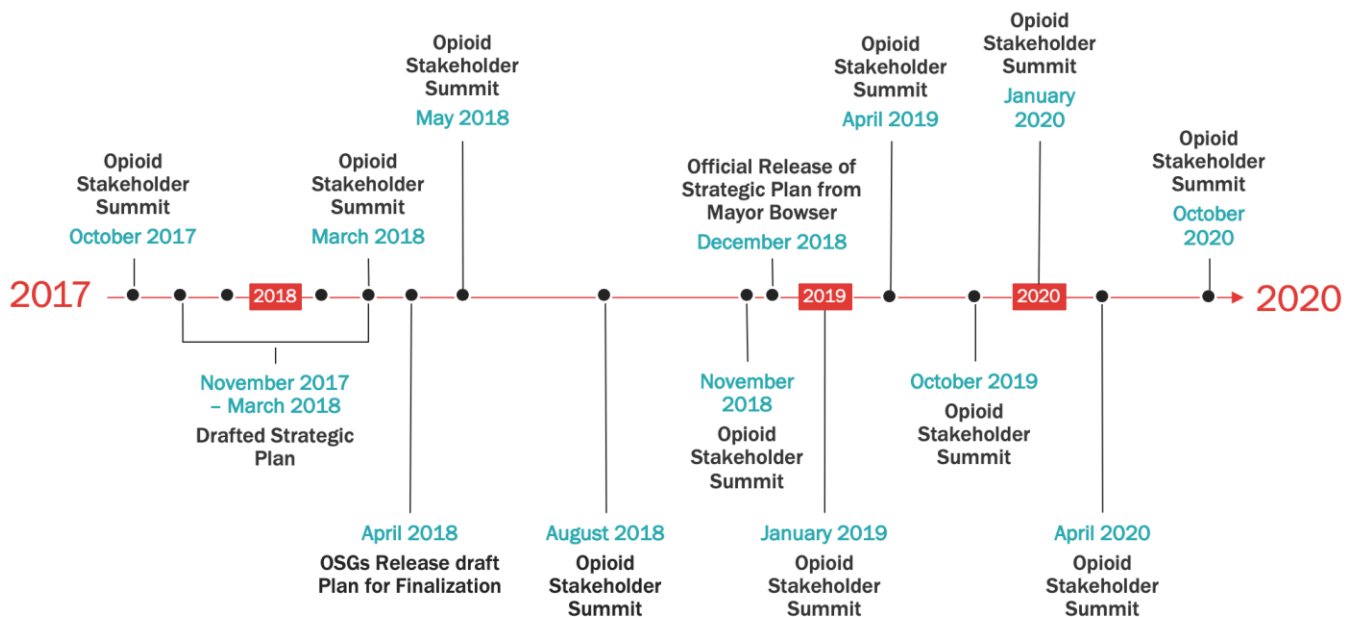 Opioid
Stakeholder
Summit
October 2017
Opioid
Stakeholder
Summit
March 2018
Opioid
Stakeholder
Summit
May 2018
Official Release of
Strategic Plan from
Mayor Bowser
December 2018
Opioid
Stakeholder
Summit
April 2019
Opioid
Stakeholder
Summit
January
2020
Opioid
Stakeholder
Summit
October
2020
2017
2018
2019
2020
2020
November 2017
– March 2018
Drafted Strategic
Plan
April 2018
OSGs Release draft
Plan for Finalization
August 2018
Opioid
Stakeholder
Summit
November
2018
Opioid
Stakeholder
Summit
January 2019
Opioid
Stakeholder
Summit
October 2019
Opioid
Stakeholder
Summit
April 2020
Opioid
Stakeholder
Summit